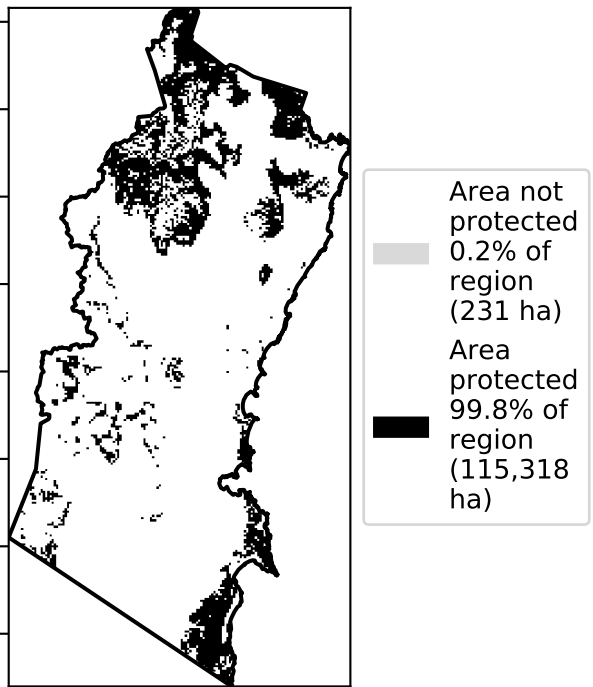 Area not
protected
0.2% of
region
(231 ha)
Area
protected
99.8% of
region
(115,318
ha)